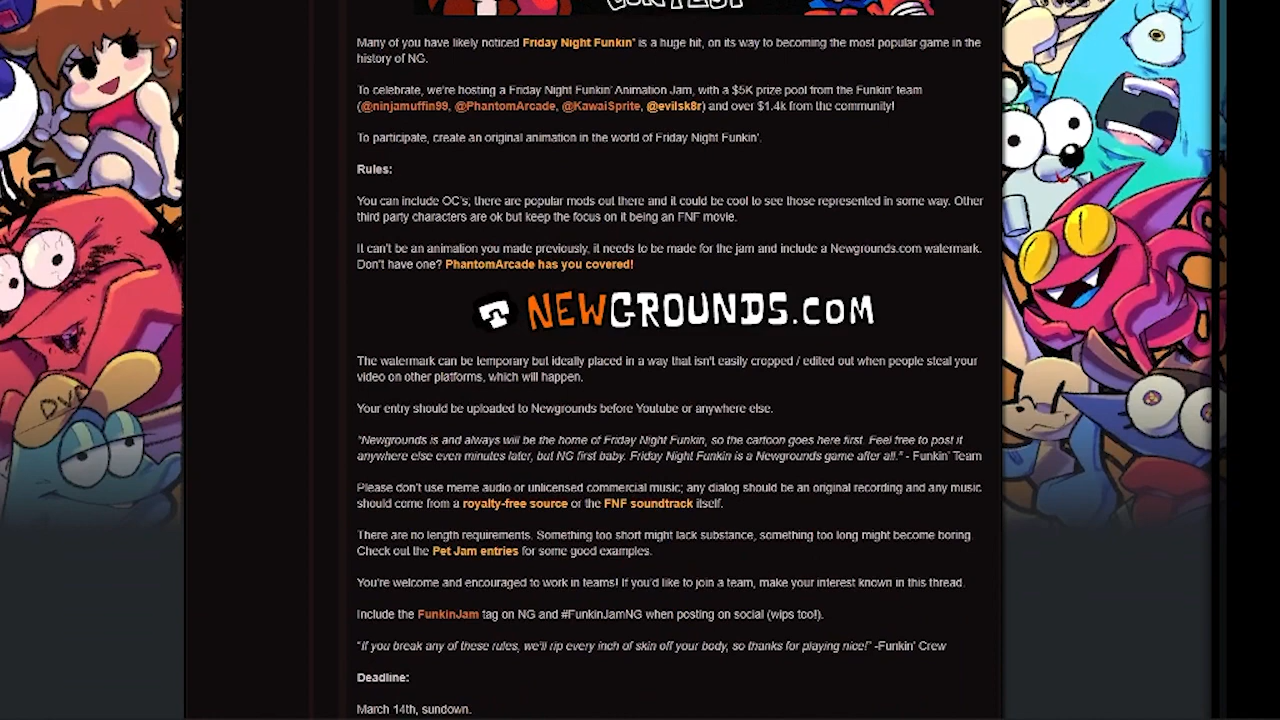 CONTEST
Many of you have likely noticed Friday Night Funkin' is a huge hit, on its way to becoming the most popular game in the
history of NG.
To celebrate, we're hosting a Friday Night Funkin' Animation Jam, with a $5K prize pool from the Funkin' team
(@ninjamuffin99, @PhantomArcade, @KawaiSprite, @evilsk8r) and over $1.4k from the community!
To participate, create an original animation in the world of Friday Night Funkin'.
Rules:
You can include OC's; there are popular mods out there and it could be cool to see those represented in some way. Other
third party characters are ok but keep the focus on it being an FNF movie.
It can't be an animation you made previously, it needs to be made for the jam and include a Newgrounds.com watermark.
Don't have one? PhantomArcade has you covered!
NEWGROUNDS.COM
The watermark can be temporary but ideally placed in a way that isn't easily cropped / edited out when people steal your
video on other platforms, which will happen.
Your entry should be uploaded to Newgrounds before Youtube or anywhere else.
"Newgrounds is and always will be the home of Friday Night Funkin, so the cartoon goes here first. Feel free to post it
anywhere else even minutes later, but NG first baby. Friday Night Funkin is a Newgrounds game after all." - Funkin' Team
Please don't use meme audio or unlicensed commercial music; any dialog should be an original recording and any music
should come from a royalty-free source or the FNF soundtrack itself.
There are no length requirements. Something too short might lack substance, something too long might become boring.
Check out the Pet Jam entries for some good examples.
You're welcome and encouraged to work in teams! If you'd like to join a team, make your interest known in this thread.
Include the FunkinJam tag on NG and #FunkinJamNG when posting on social (wips too!).
"If you break any of these rules, we'll rip every inch of skin off your body, so thanks for playing nice!" -Funkin' Crew
Deadline:
March 14th, sundown.
DVD